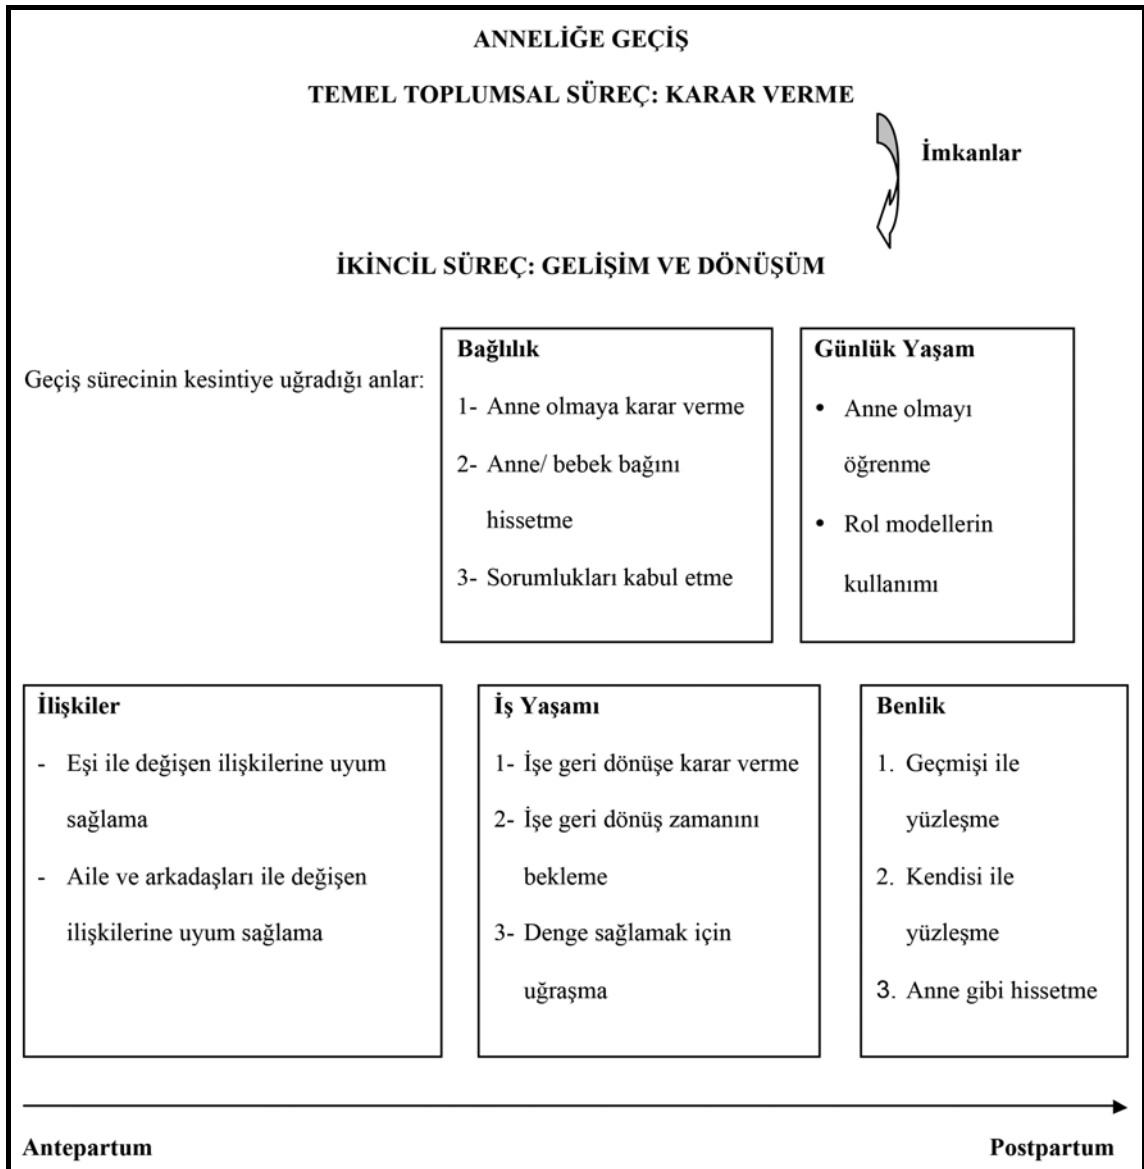 ANNELİĞE GEÇİŞ
TEMEL TOPLUMSAL SÜREÇ: KARAR VERME
İmkanlar
İKİNCİL SÜREÇ: GELİŞİM VE DÖNÜŞÜM
Geçiş sürecinin kesintiye uğradığı anlar:
Bağlılık
1- Anne olmaya karar verme
2- Anne/ bebek bağını
hissetme
3- Sorumlukları kabul etme
Günlük Yaşam
• Anne olmayı
öğrenme
• Rol modellerin
kullanımı
İlişkiler
- Eşi ile değişen ilişkilerine uyum
sağlama
- Aile ve arkadaşları ile değişen
ilişkilerine uyum sağlama
İş Yaşamı
1- İşe geri dönüşe karar verme
2- İşe geri dönüş zamanını
bekleme
3- Denge sağlamak için
uğraşma
Benlik
1. Geçmişi ile
yüzleşme
2. Kendisi ile
yüzleşme
3. Anne gibi hissetme
Antepartum
Postpartum